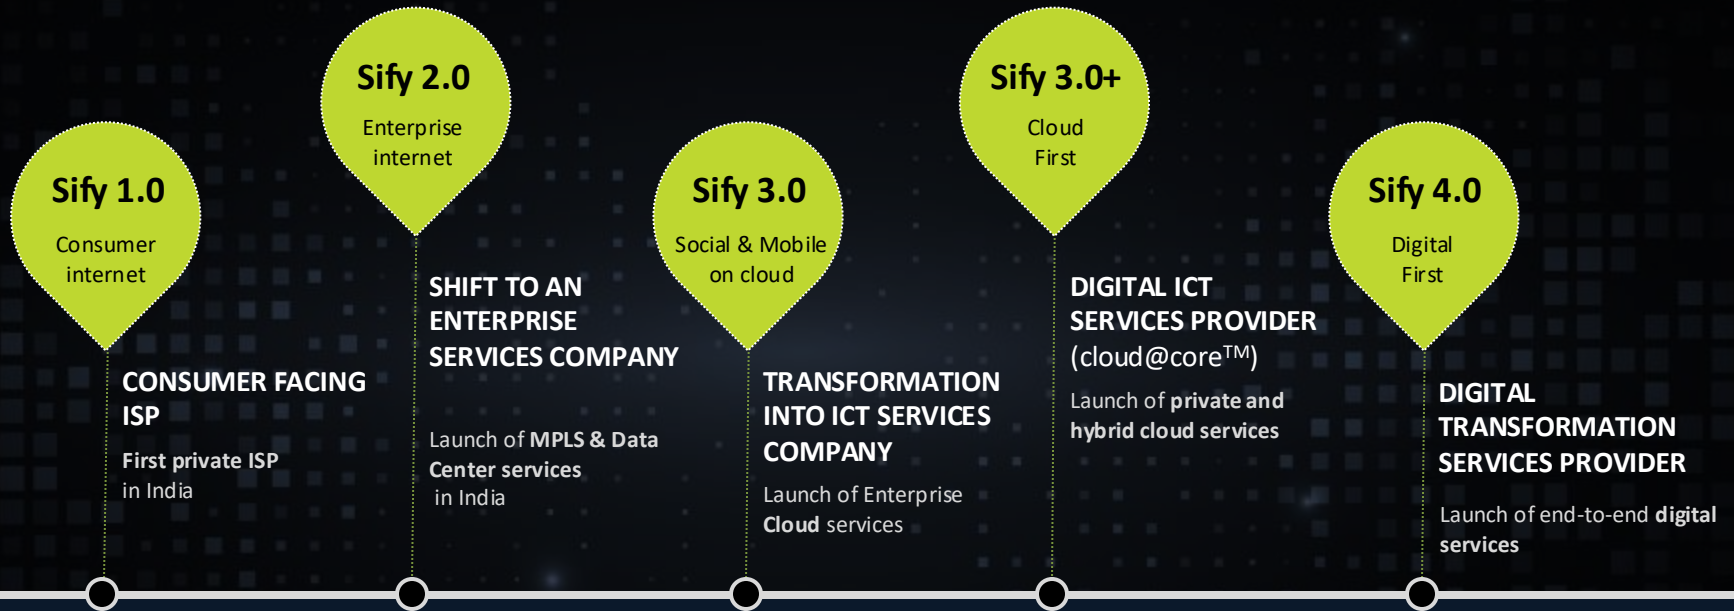 Sify 1.0
Consumer
internet
CONSUMER FACING
ISP
First private ISP
in India
Sify 2.0
Enterprise
internet
SHIFT TO AN
ENTERPRISE
SERVICES COMPANY
Launch of MPLS & Data
Center services
in India
Sify 3.0
Social & Mobile
on cloud
TRANSFORMATION
INTO ICT SERVICES
COMPANY
Launch of Enterprise
Cloud services
Sify 3.0+
Cloud
First
DIGITAL ICT
SERVICES PROVIDER
(cloud@core™)
Launch of private and
hybrid cloud services
Sify 4.0
Digital
First
DIGITAL
TRANSFORMATION
SERVICES PROVIDER
Launch of end-to-end digital
services